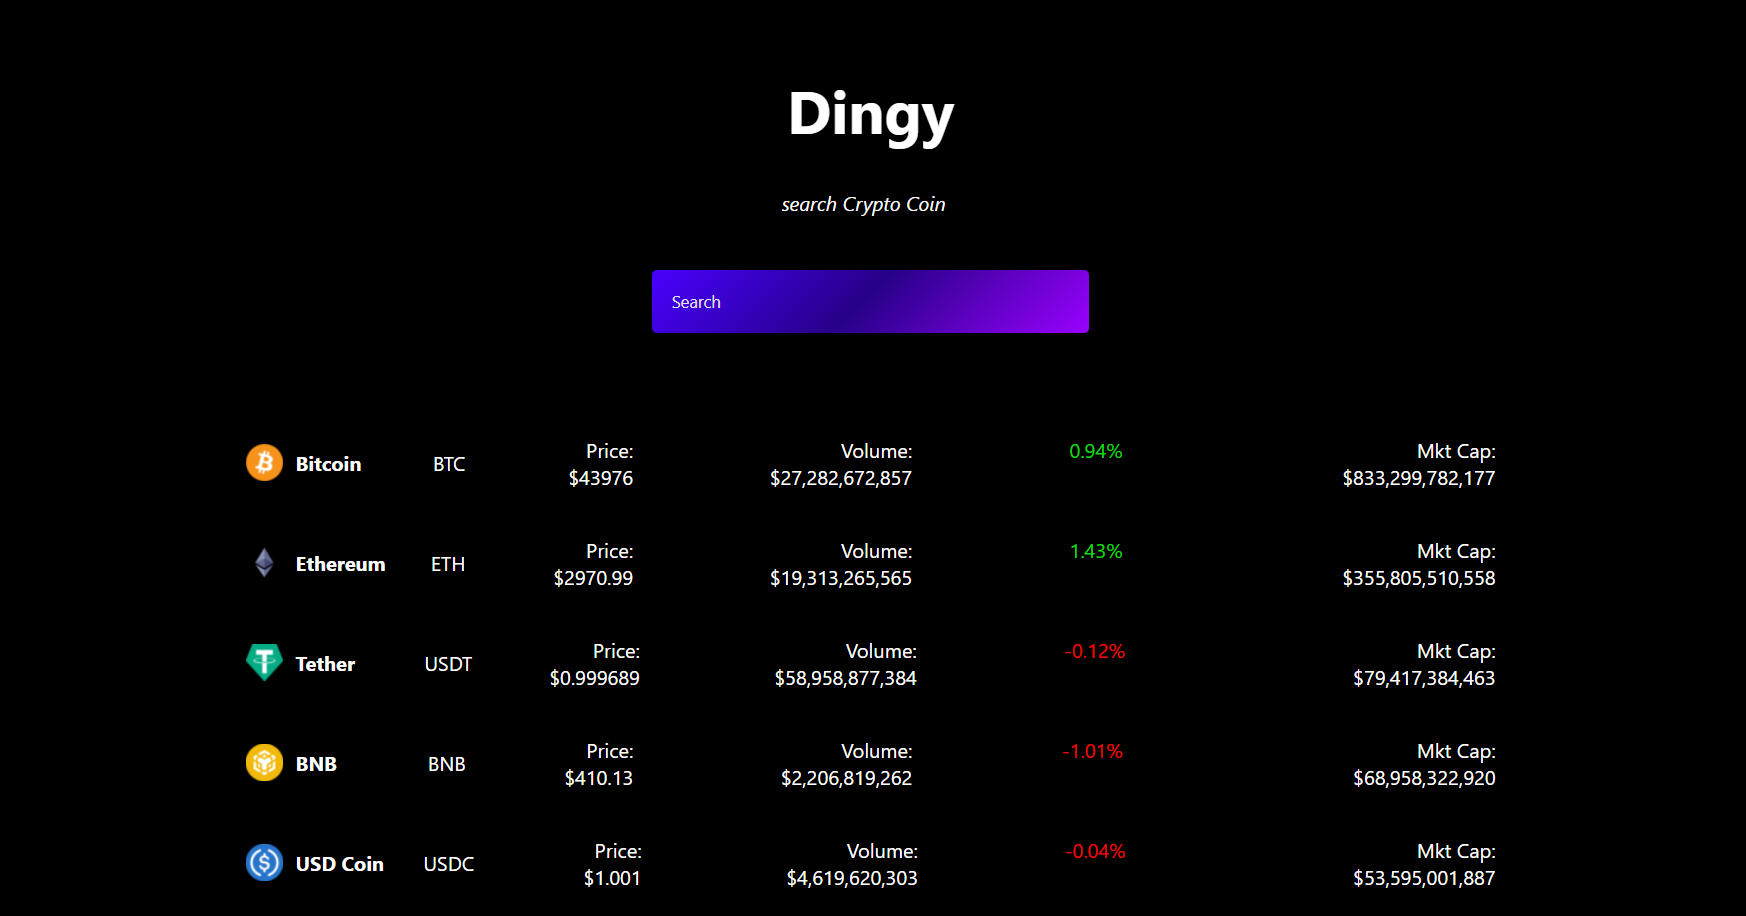 Dingy
search Crypto Coin
Search
Bitcoin BTC Price: $43976 Volume: $27,282,672,857 0.94% Mkt Cap: $833,299,782,177
Ethereum ETH Price: $2970.99 Volume: $19,313,265,565 1.43% Mkt Cap: $355,805,510,558
Tether USDT Price: $0.999689 Volume: $58,958,877,384 -0.12% Mkt Cap: $79,417,384,463
BNB BNB Price: $410.13 Volume: $2,206,819,262 -1.01% Mkt Cap: $68,958,322,920
USD Coin USDC Price: $1.001 Volume: $4,619,620,303 -0.04% Mkt Cap: $53,595,001,887